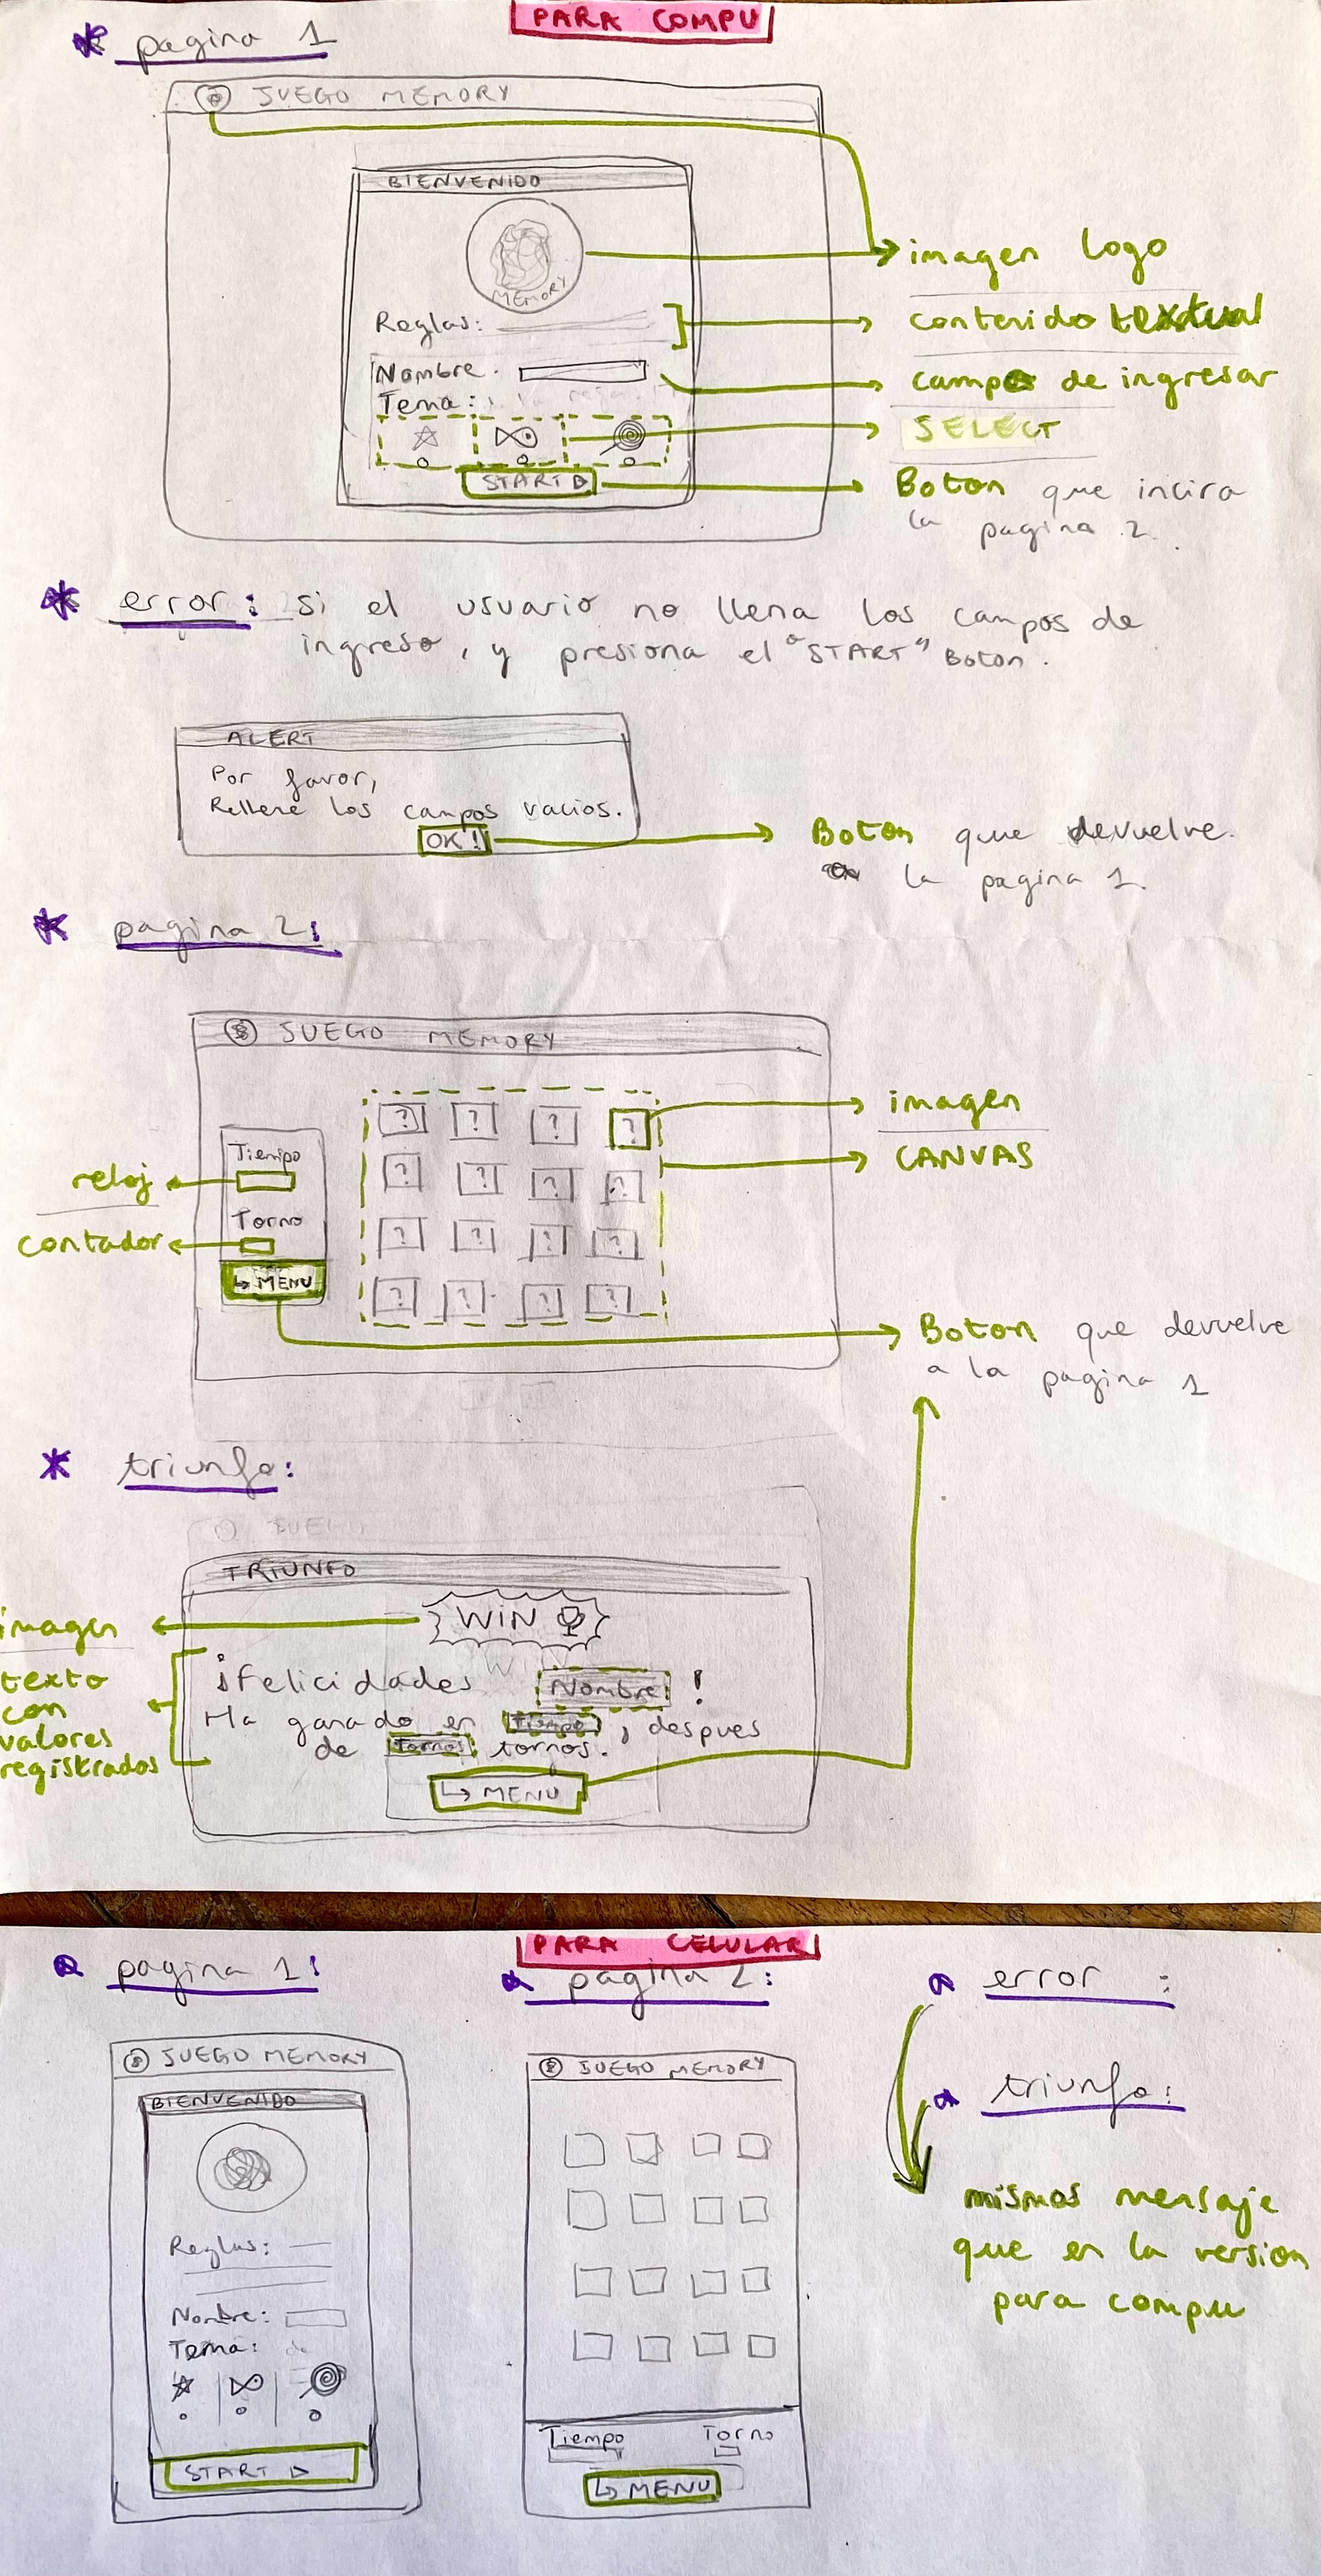 PARA COMPU
pagina 1
JUEGO MEMORY
BIENVENIDO
MEMORY
imagen logo
Reglas:
contenido textual
Nombre.
campos de ingresar
Tema:
SELECT
START
Boton que incira
la pagina 2.
error: si el usuario no llena los campos de
ingreso, y presiona el "START" Boton.
ALERT
Por favor,
Rellene los campos vacios.
OK!
Boton que devuelve.
la pagina 1.
pagina 2:
JUEGO MEMORY
? ? ? ?
imagen
CANVAS
Tiempo
reloj
? ? ? ?
Torno
contador
? ? ? ?
↳ MENU
? ? ? ?
Boton que devuelve
a la pagina 1
triunfo:
JUEGO
TRIUNFO
WIN
imagen
texto
con
valores
registrados
¡Felicidades Nombre!
Ha ganado en Tiempo, despues
de Tornos tornos.
↳ MENU
PARA CELULAR
pagina 1:
pagina 2:
error :
JUEGO MEMORY
JUEGO MEMORY
BIENVENIDO
triunfo:
mismos mensaje
que en la version
para compu
Reglas:
Nombre:
Tema:
START
Tiempo
Torno
↳ MENU